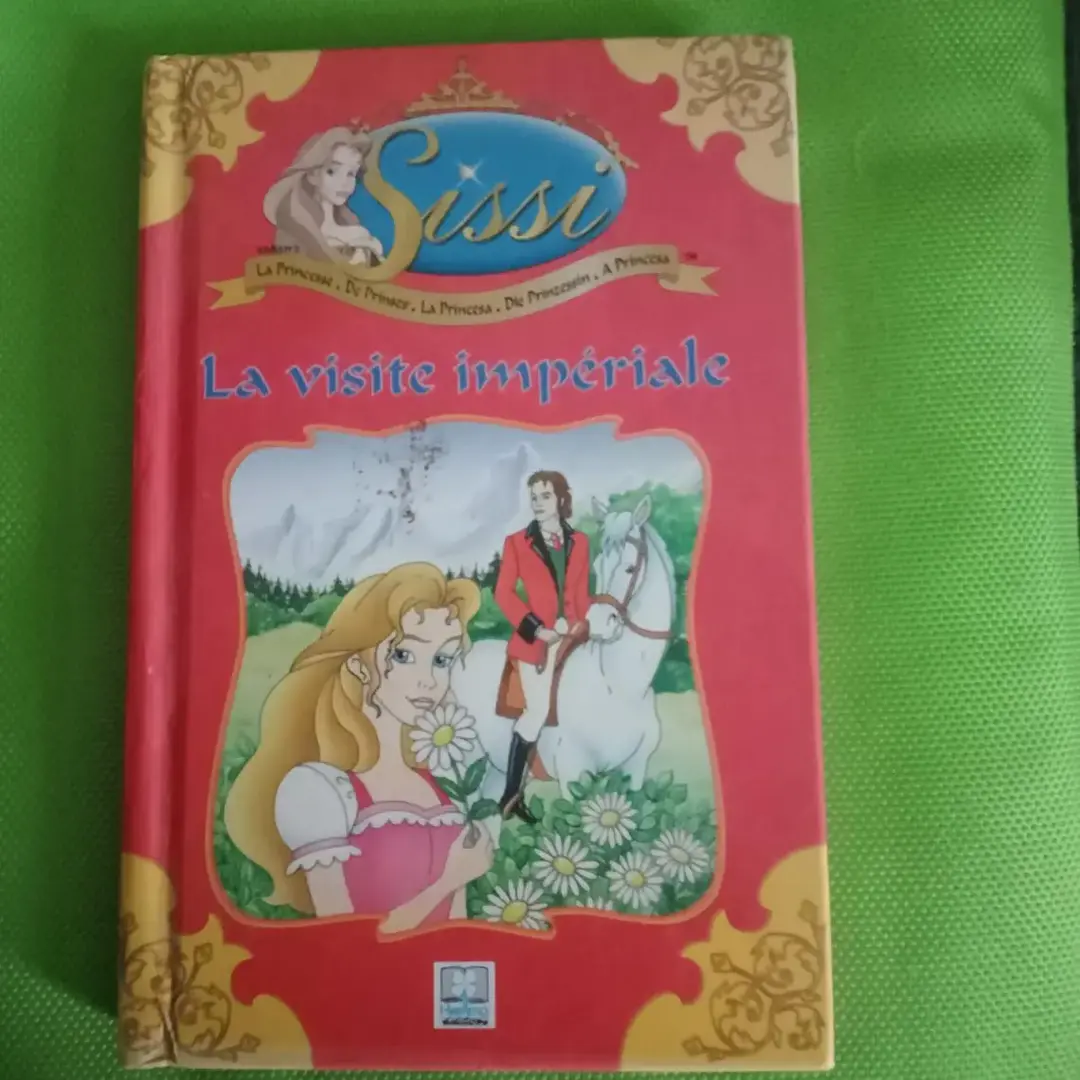 Sissi
La Princesse . De Prinses . La Princesa . Die Prinzessin . A Princesa
La visite impériale